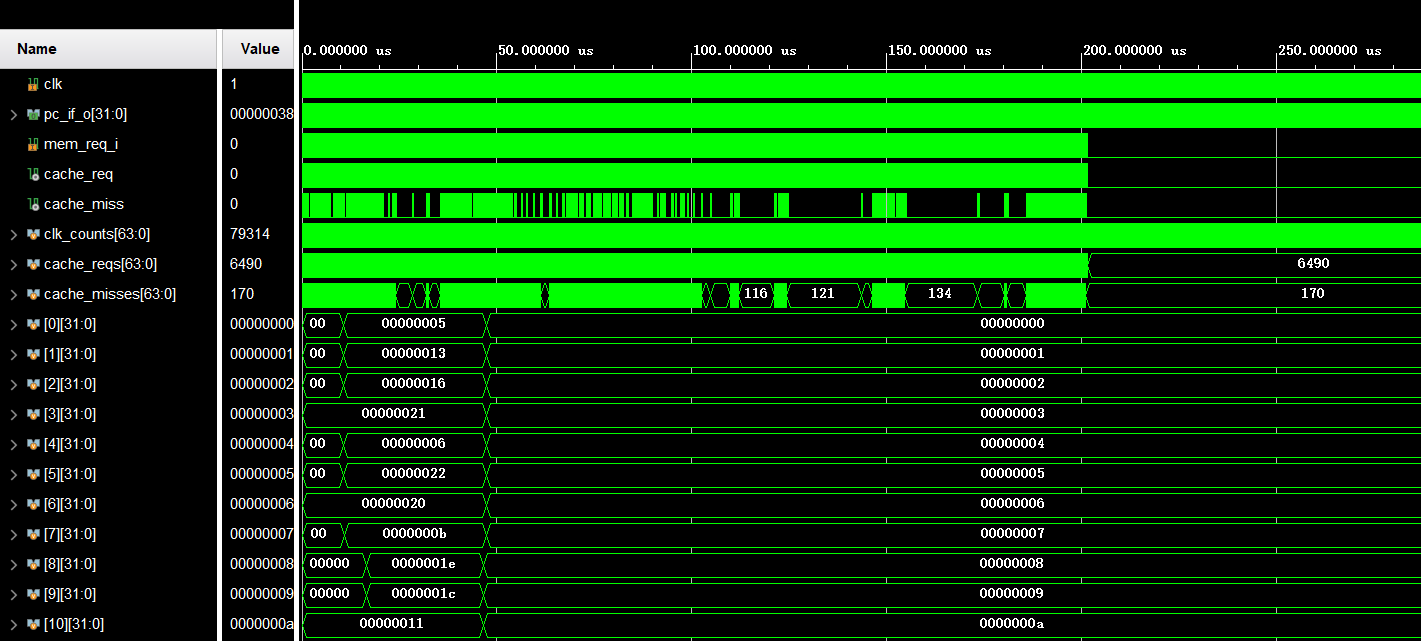 Name Value 0.000000 us 50.000000 us 100.000000 us 150.000000 us 200.000000 us 250.000000 us
clk 1
pc_if_o[31:0] 00000038
mem_req_i 0
cache_req 0
cache_miss 0
clk_counts[63:0] 79314
cache_reqs[63:0] 6490 6490
cache_misses[63:0] 170 116 121 134 170
[0][31:0] 00000000 00 00000005 00000000
[1][31:0] 00000001 00 00000013 00000001
[2][31:0] 00000002 00 00000016 00000002
[3][31:0] 00000003 00000021 00000003
[4][31:0] 00000004 00 00000006 00000004
[5][31:0] 00000005 00 00000022 00000005
[6][31:0] 00000006 00000020 00000006
[7][31:0] 00000007 00 0000000b 00000007
[8][31:0] 00000008 00000 0000001e 00000008
[9][31:0] 00000009 00000 0000001c 00000009
[10][31:0] 0000000a 00000011 0000000a